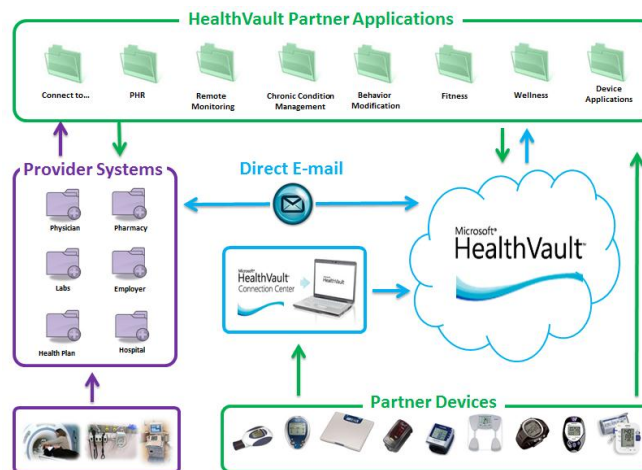 HealthVault Partner Applications
Connect to...
PHR
Remote
Monitoring
Chronic Condition
Management
Behavior
Modification
Fitness
Wellness
Device
Applications
Provider Systems
Physician
Pharmacy
Labs
Employer
Health Plan
Hospital
Direct E-mail
Microsoft®
HealthVault
Connection Center
HealthVault
Microsoft®
HealthVault™
Partner Devices